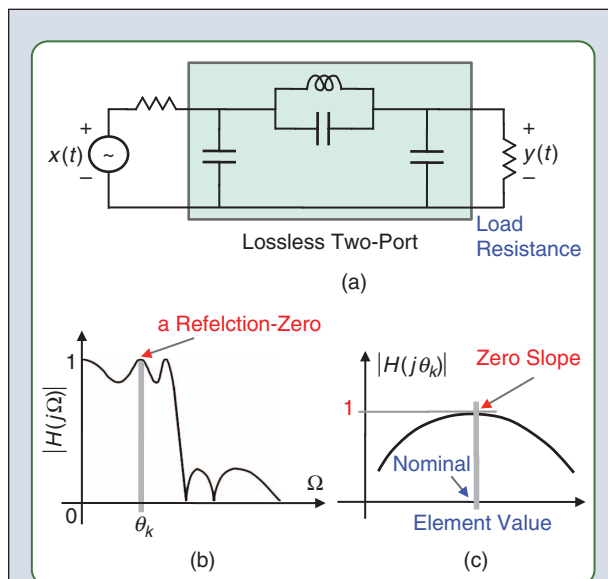 +
x(t)
~
−
+
y(t)
−
Load
Resistance
Lossless Two-Port
(a)
a Refelction-Zero
1
|H(jΩ)|
0
θk
Ω
(b)
|H(jθk)|
Zero Slope
1
Nominal
Element Value
(c)